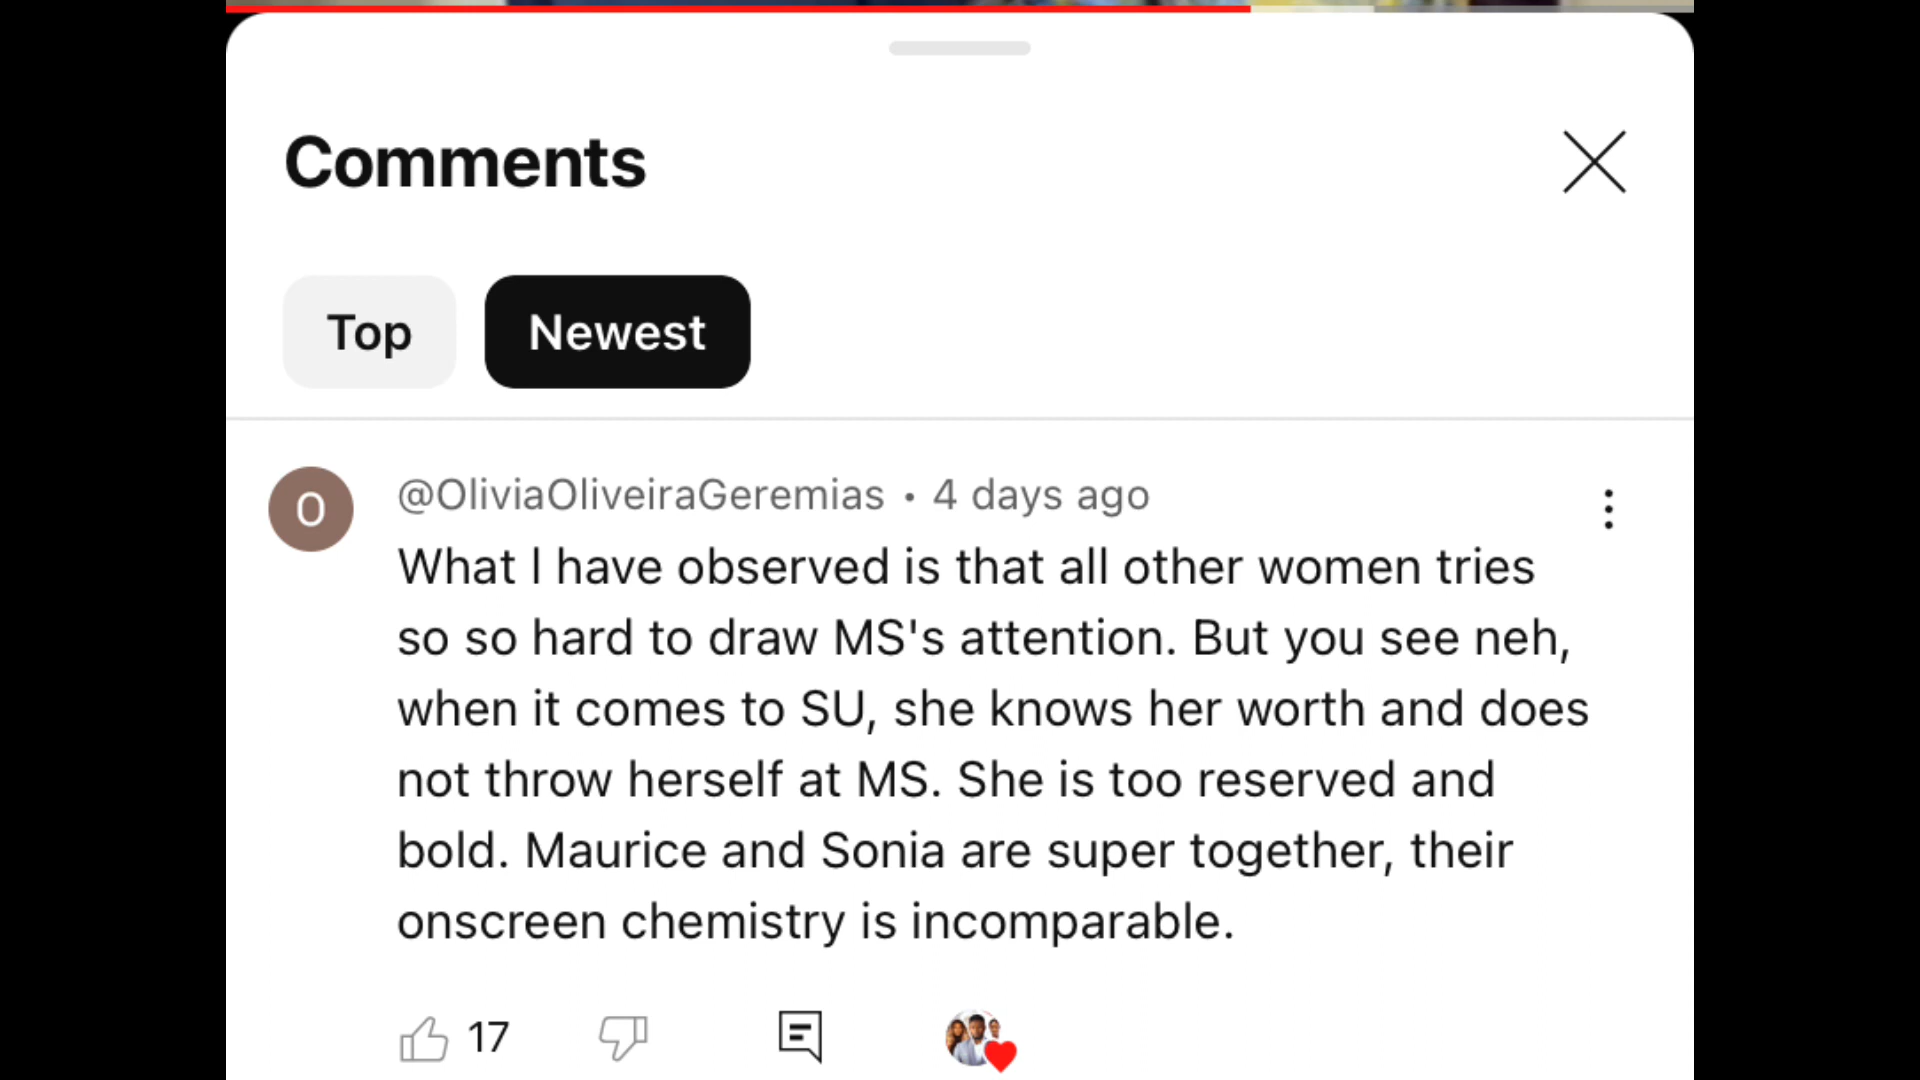 Comments
Top
Newest
O
@OliviaOliveiraGeremias • 4 days ago
What I have observed is that all other women tries
so so hard to draw MS's attention. But you see neh,
when it comes to SU, she knows her worth and does
not throw herself at MS. She is too reserved and
bold. Maurice and Sonia are super together, their
onscreen chemistry is incomparable.
17